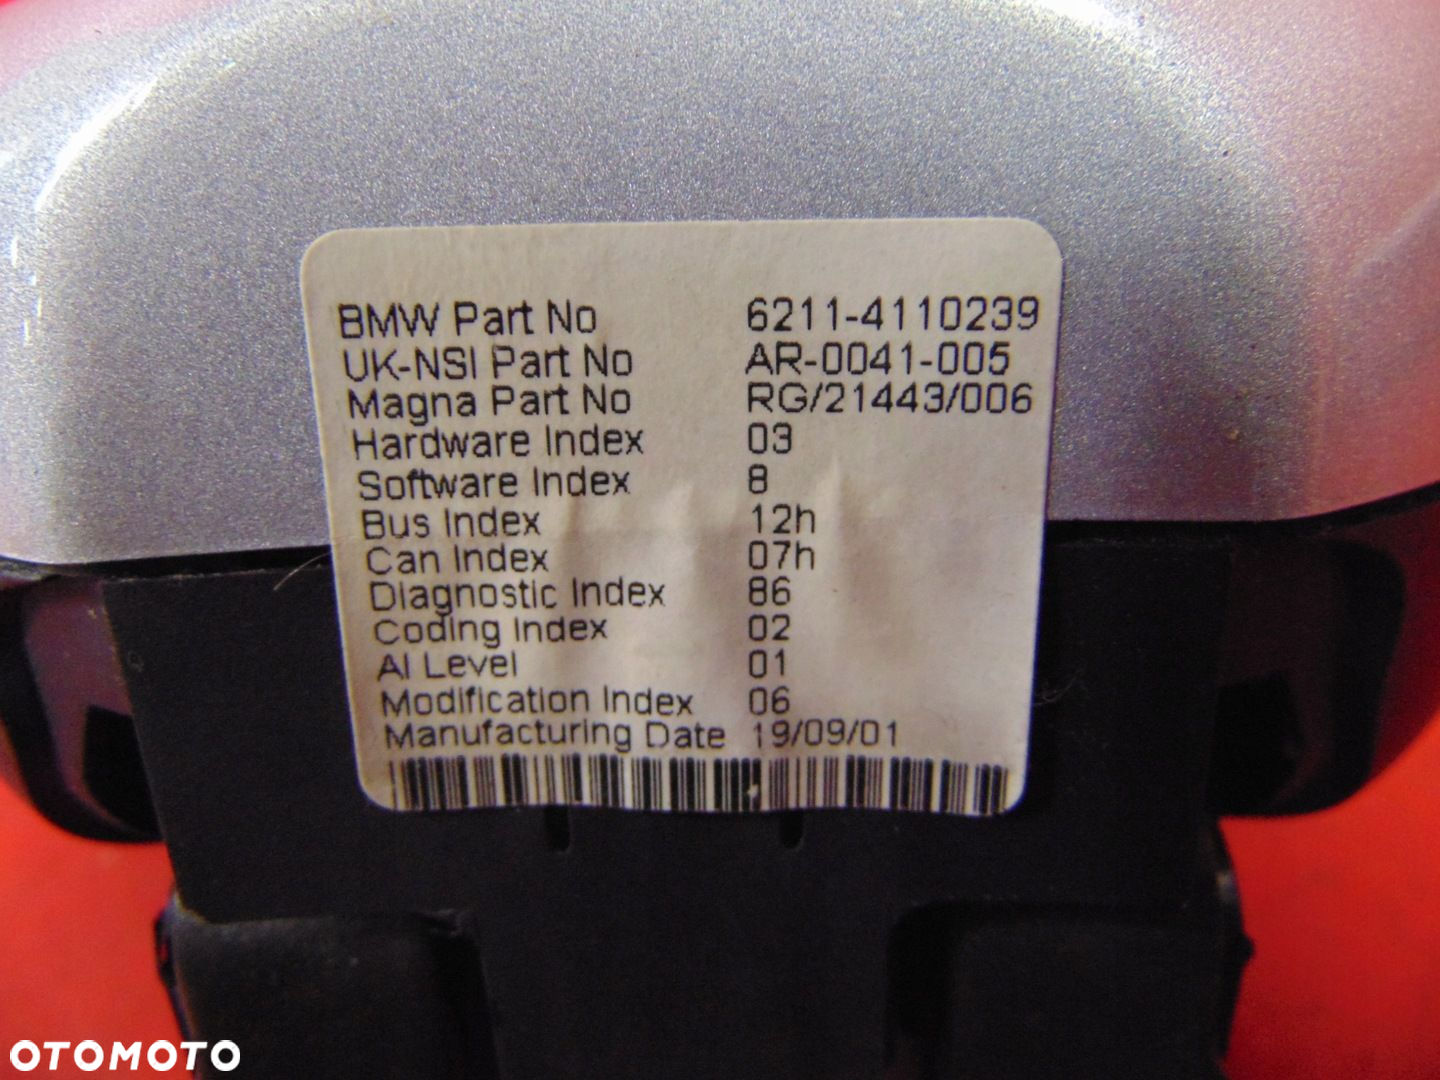 BMW Part No 6211-4110239
UK-NSI Part No AR-0041-005
Magna Part No RG/21443/006
Hardware Index 03
Software Index 8
Bus Index 12h
Can Index 07h
Diagnostic Index 86
Coding Index 02
AI Level 01
Modification Index 06
Manufacturing Date 19/09/01
OTOMOTO